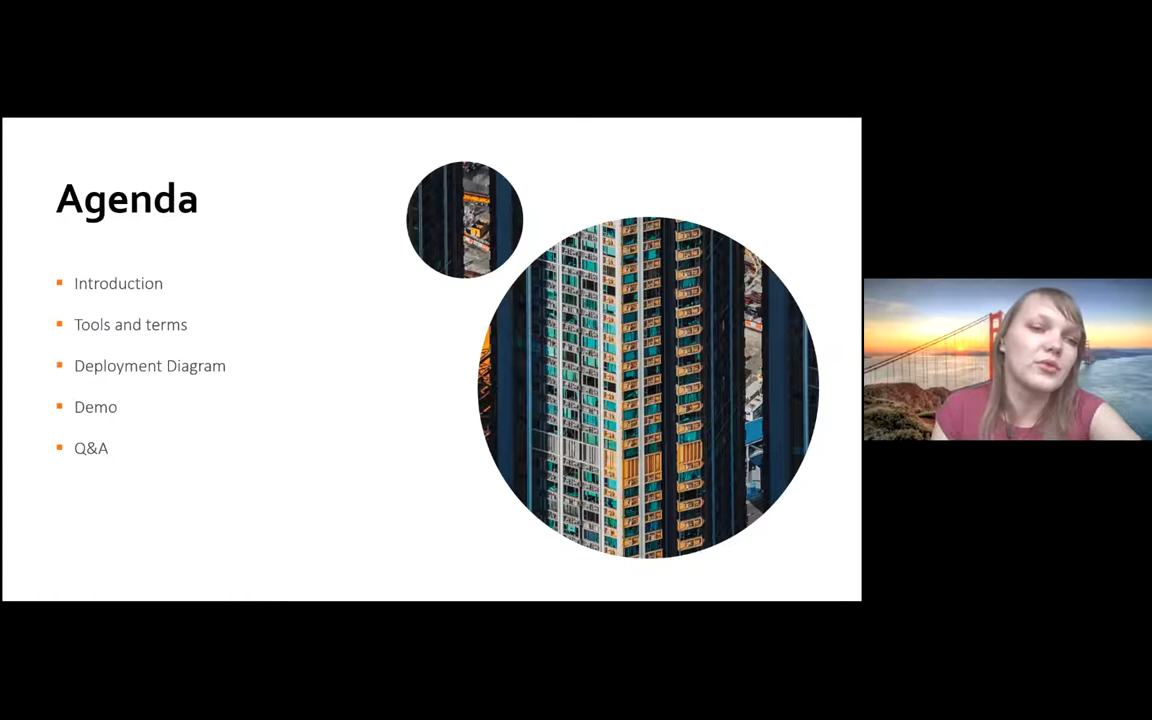 Agenda
Introduction
Tools and terms
Deployment Diagram
Demo
Q&A